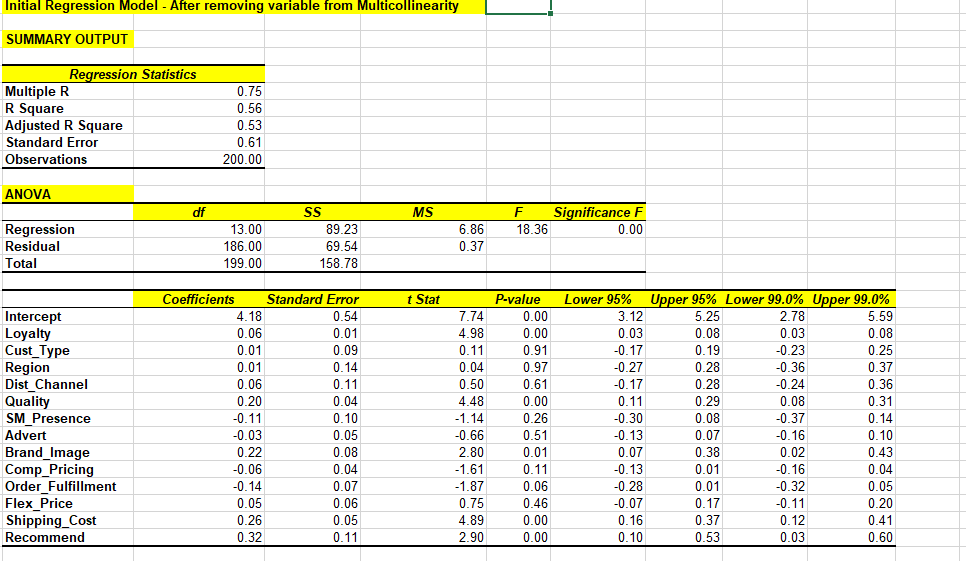 Initial Regression Model - After removing variable from Multicollinearity
SUMMARY OUTPUT
Regression Statistics
Multiple R 0.75
R Square 0.56
Adjusted R Square 0.53
Standard Error 0.61
Observations 200.00
ANOVA
df SS MS F Significance F
Regression 13.00 89.23 6.86 18.36 0.00
Residual 186.00 69.54 0.37
Total 199.00 158.78
Coefficients Standard Error t Stat P-value Lower 95% Upper 95% Lower 99.0% Upper 99.0%
Intercept 4.18 0.54 7.74 0.00 3.12 5.25 2.78 5.59
Loyalty 0.06 0.01 4.98 0.00 0.03 0.08 0.03 0.08
Cust_Type 0.01 0.09 0.11 0.91 -0.17 0.19 -0.23 0.25
Region 0.01 0.14 0.04 0.97 -0.27 0.28 -0.36 0.37
Dist_Channel 0.06 0.11 0.50 0.61 -0.17 0.28 -0.24 0.36
Quality 0.20 0.04 4.48 0.00 0.11 0.29 0.08 0.31
SM_Presence -0.11 0.10 -1.14 0.26 -0.30 0.08 -0.37 0.14
Advert -0.03 0.05 -0.66 0.51 -0.13 0.07 -0.16 0.10
Brand_Image 0.22 0.08 2.80 0.01 0.07 0.38 0.02 0.43
Comp_Pricing -0.06 0.04 -1.61 0.11 -0.13 0.01 -0.16 0.04
Order_Fulfillment -0.14 0.07 -1.87 0.06 -0.28 0.01 -0.32 0.05
Flex_Price 0.05 0.06 0.75 0.46 -0.07 0.17 -0.11 0.20
Shipping_Cost 0.26 0.05 4.89 0.00 0.16 0.37 0.12 0.41
Recommend 0.32 0.11 2.90 0.00 0.10 0.53 0.03 0.60